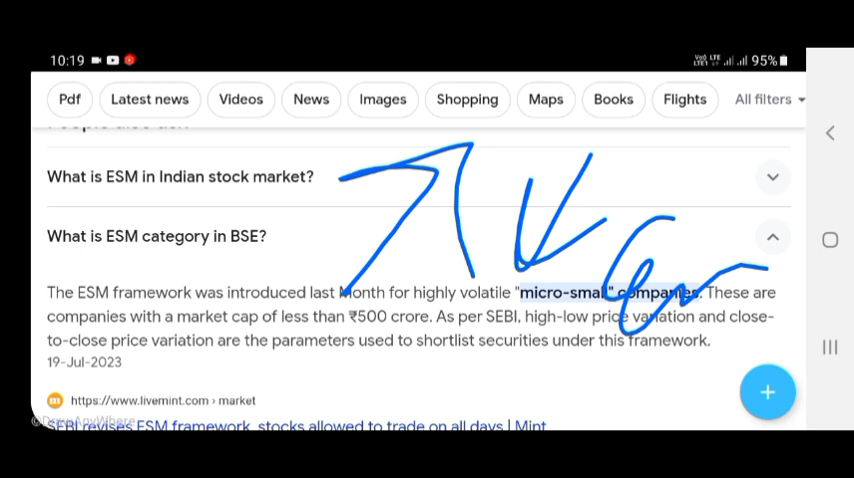 10:19 95%
Pdf Latest news Videos News Images Shopping Maps Books Flights All filters
What is ESM in Indian stock market?
What is ESM category in BSE?
The ESM framework was introduced last Month for highly volatile "micro-small" companies. These are
companies with a market cap of less than ₹500 crore. As per SEBI, high-low price variation and close-
to-close price variation are the parameters used to shortlist securities under this framework.
19-Jul-2023
m https://www.livemint.com › market
SEBI revises ESM framework, stocks allowed to trade on all days | Mint